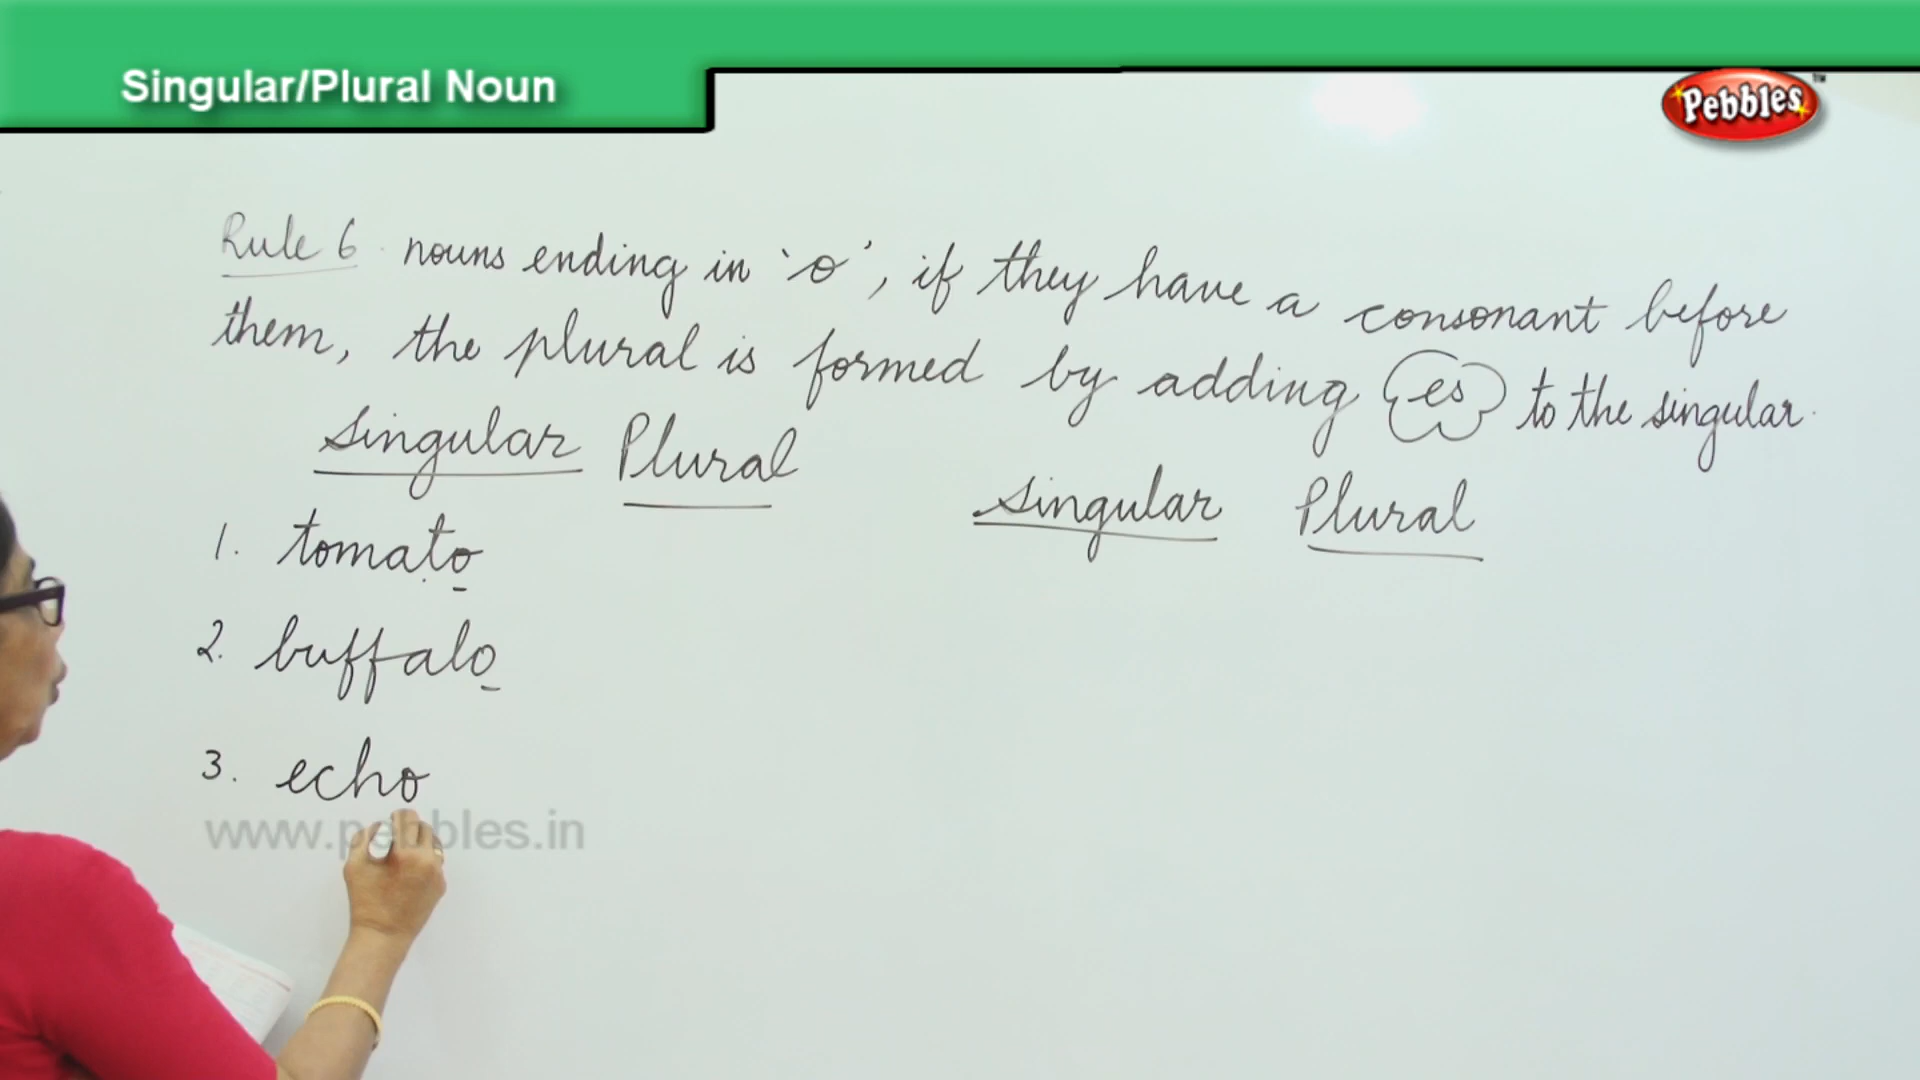 Singular/Plural Noun
Pebbles™
Rule 6. nouns ending in 'o', if they have a consonant before
them, the plural is formed by adding es to the singular.
Singular Plural
Singular Plural
1. tomato
2. buffalo
3. echo
www.pebbles.in